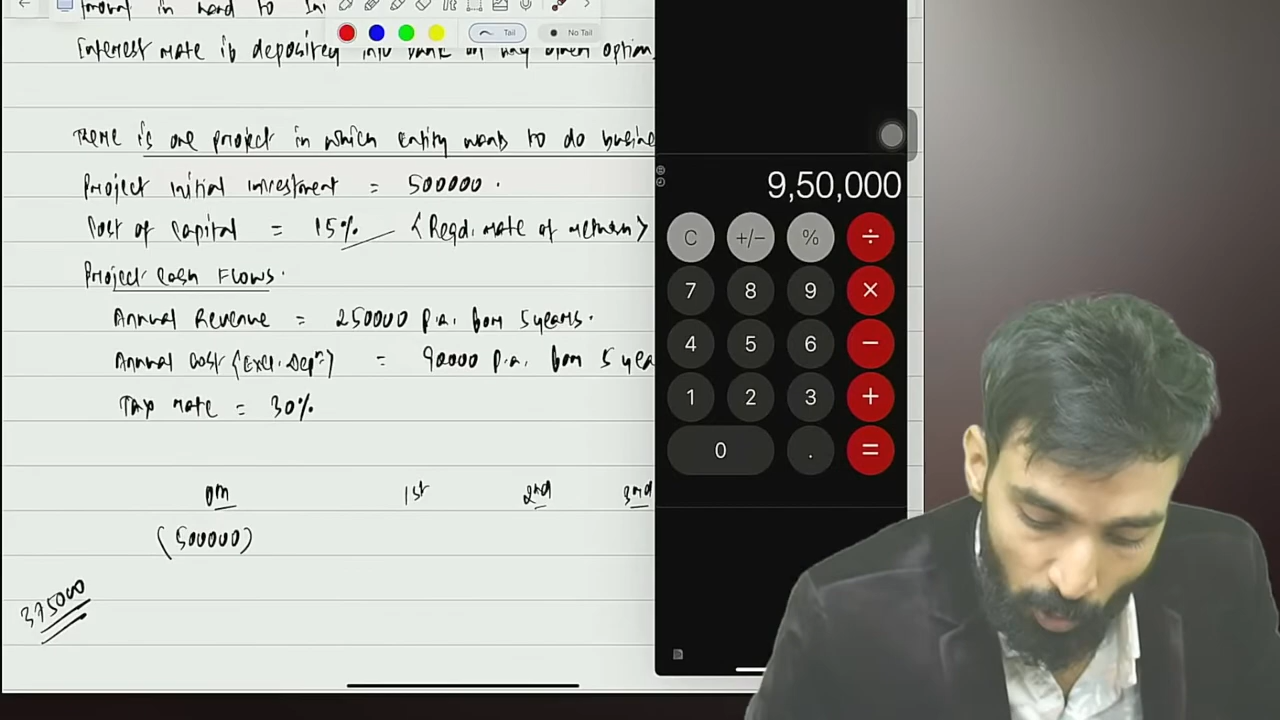 Interest rate if deposited into bank or any other option
There is one project in which entity wants to do busine
Project initial investment = 500000.
Cost of capital = 15% <Reqd. rate of return>
Project Cash Flows.
Annual Revenue = 250000 p.a. for 5 years.
Annual cost {Excl. Depn} = 90000 p.a. for 5 yea
Tax rate = 30%
0th 1st 2nd 3rd
(500000)
375000
Tail
No Tail
9,50,000
C +/- % ÷
7 8 9 ×
4 5 6 −
1 2 3 +
0 . =